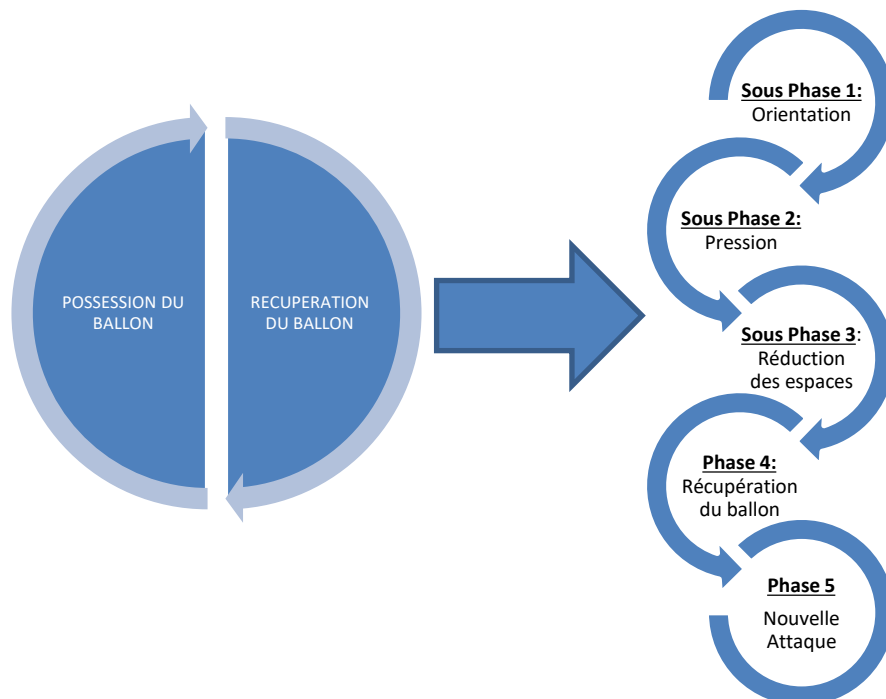 POSSESSION DU
BALLON
RECUPERATION
DU BALLON
Sous Phase 1:
Orientation
Sous Phase 2:
Pression
Sous Phase 3:
Réduction
des espaces
Phase 4:
Récupération
du ballon
Phase 5
Nouvelle
Attaque